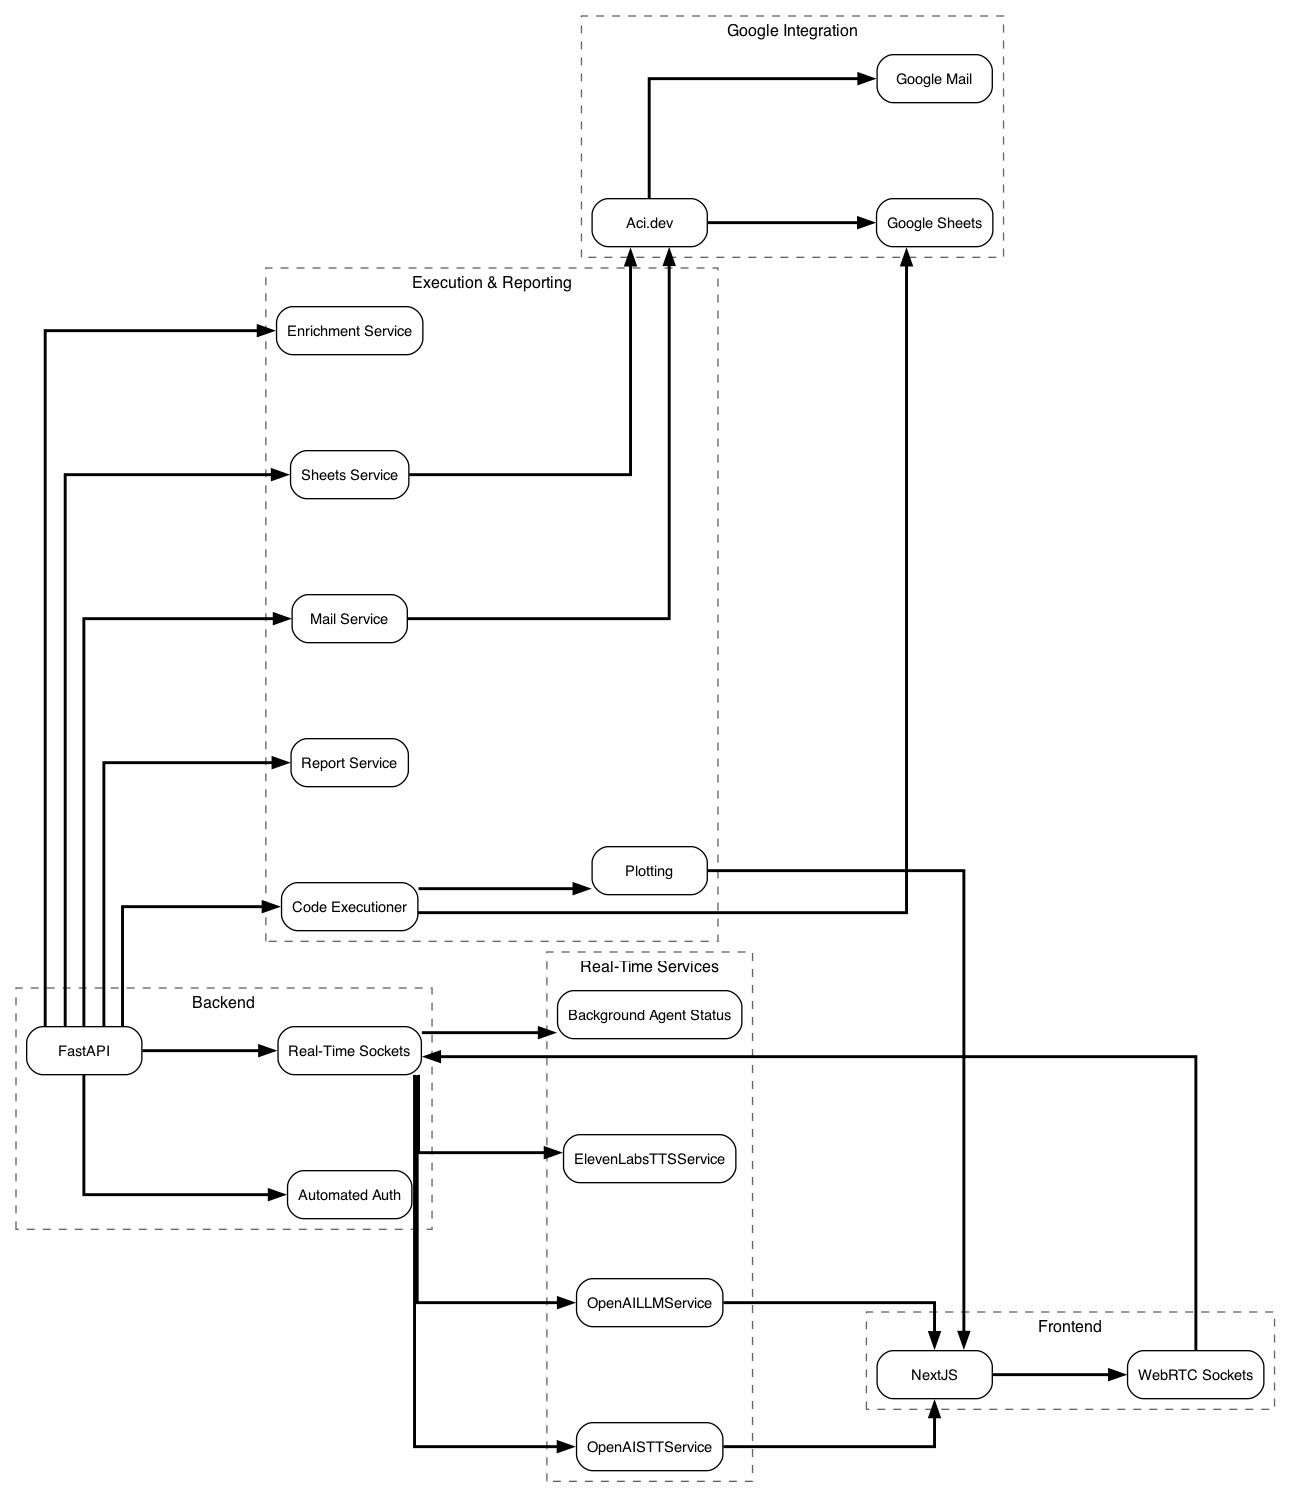 Google Integration
Google Mail
Aci.dev
Google Sheets
Execution & Reporting
Enrichment Service
Sheets Service
Mail Service
Report Service
Plotting
Code Executioner
Real-Time Services
Background Agent Status
Backend
FastAPI
Real-Time Sockets
ElevenLabsTTSService
Automated Auth
OpenAILLMService
Frontend
NextJS
WebRTC Sockets
OpenAISTTService